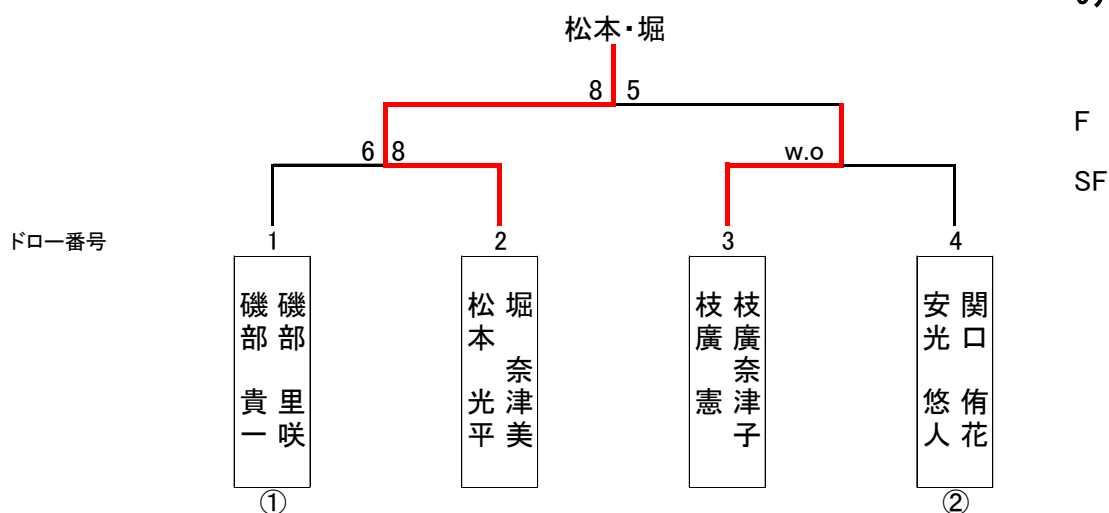 松本・堀
8 5
F
6 8
w.o
SF
ドロー番号
1
2
3
4
磯部 貴一
磯部 里咲
松本 光平
堀 奈津美
枝廣 憲
枝廣奈津子
安光 悠人
関口 侑花
①
②